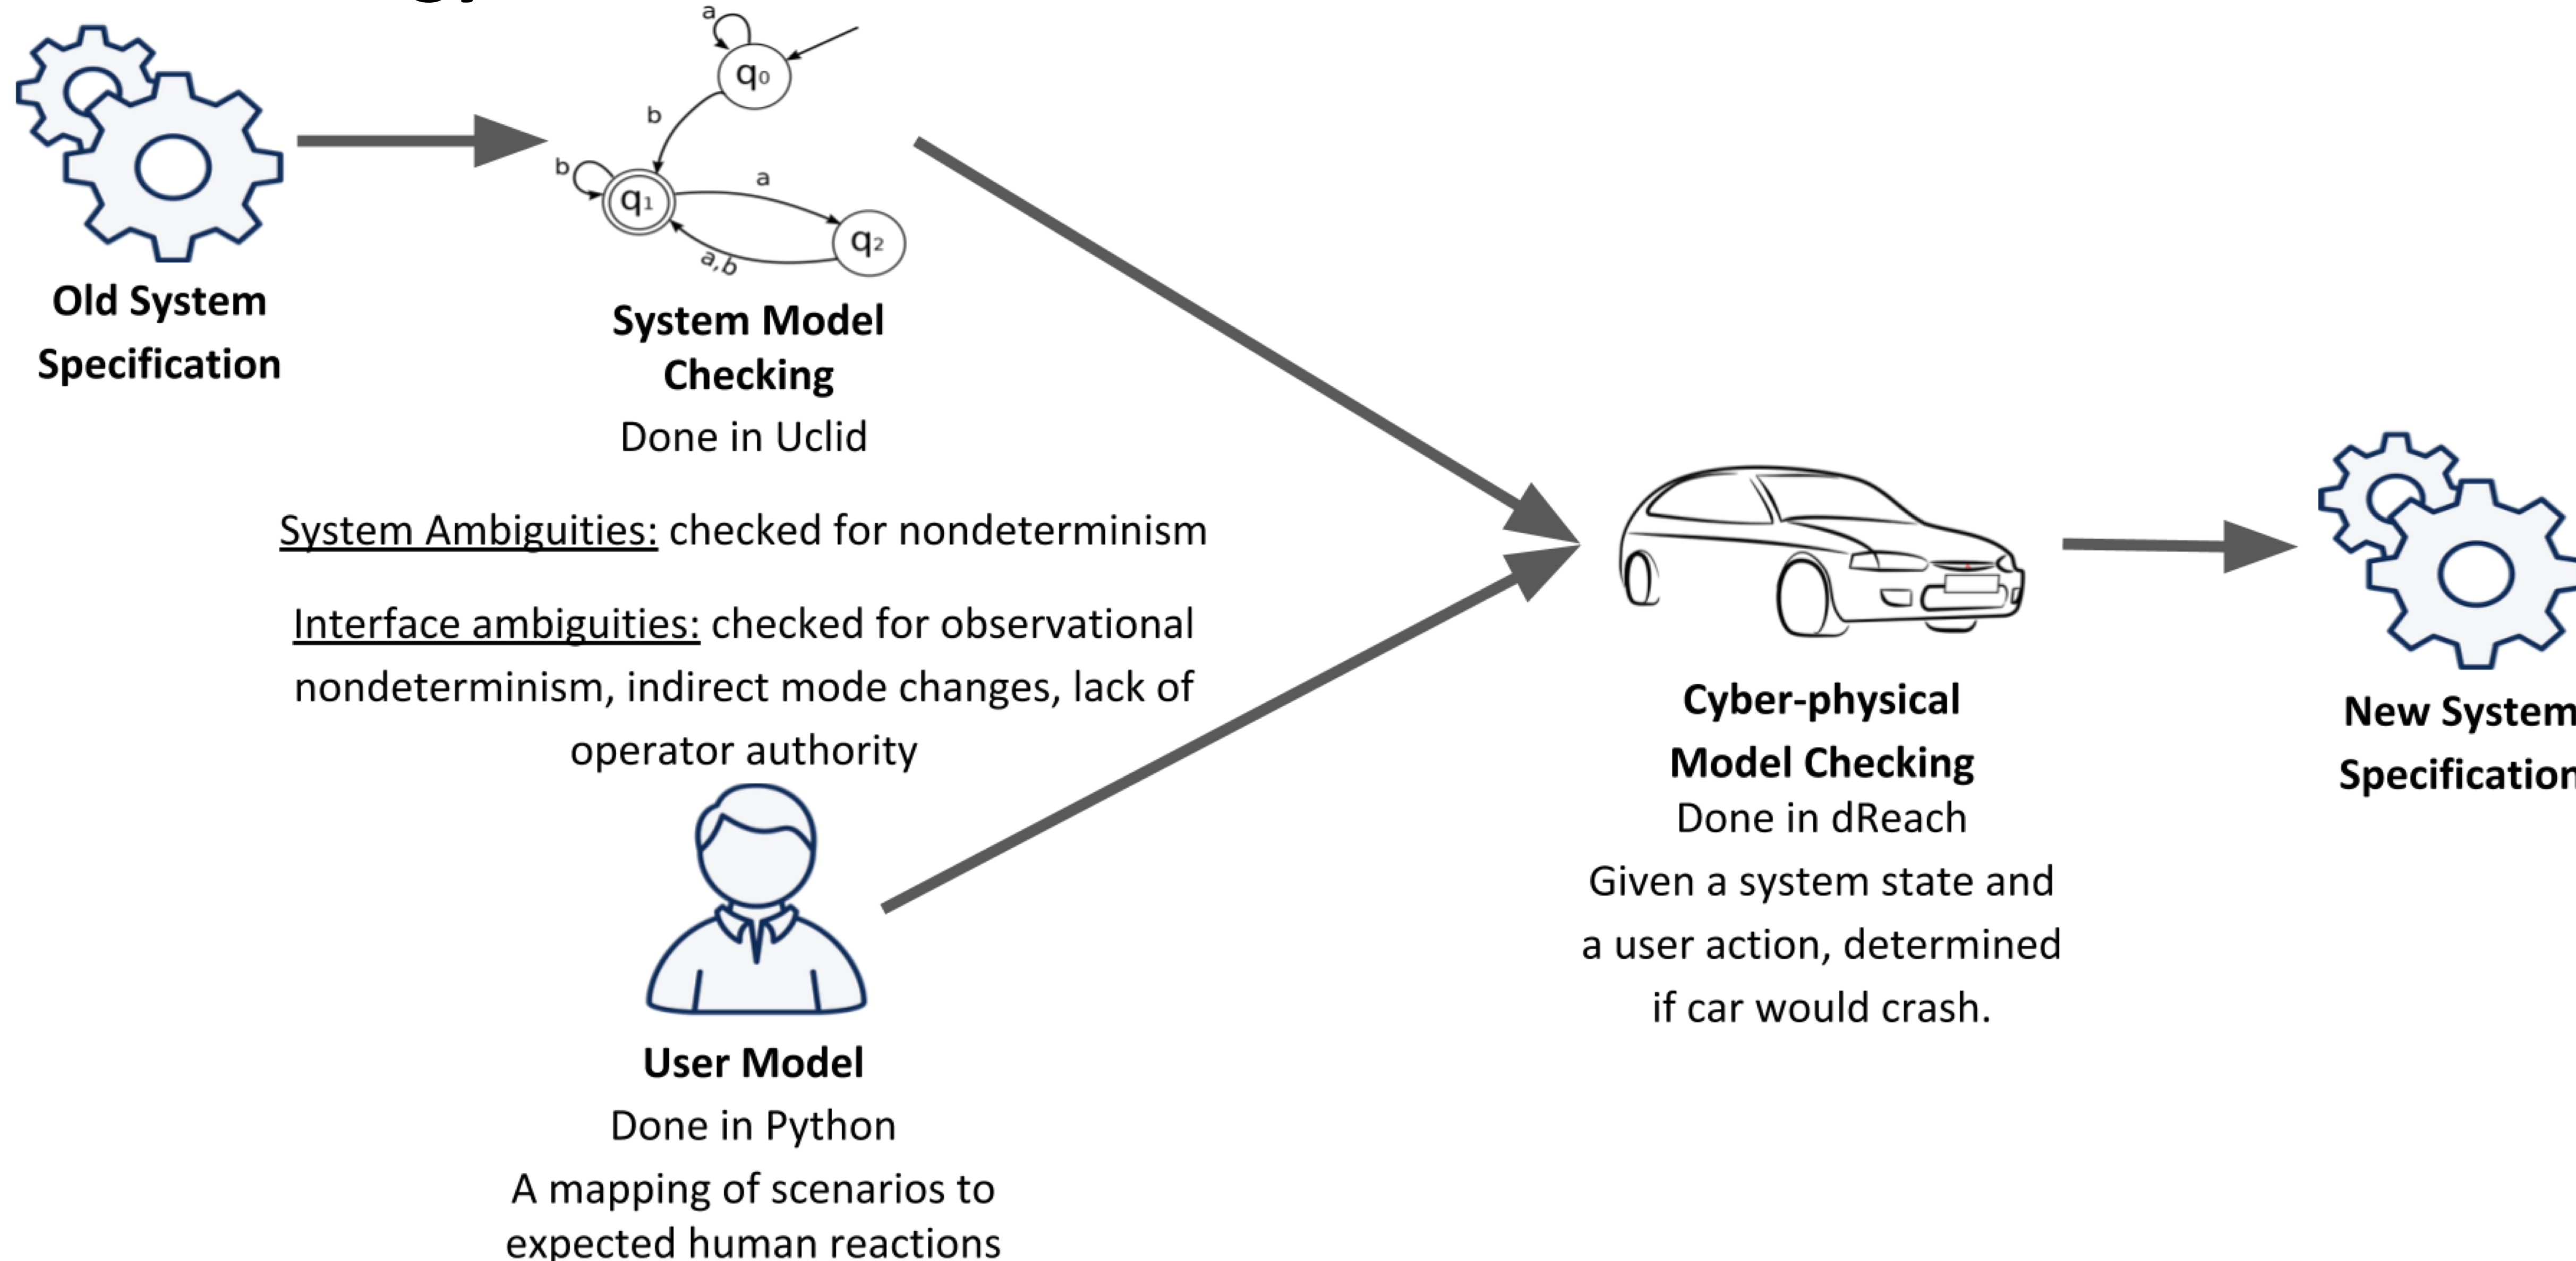 a
q0
b
b
q1
a
q2
a,b
Old System
Specification
System Model
Checking
Done in Uclid
System Ambiguities: checked for nondeterminism
Interface ambiguities: checked for observational
nondeterminism, indirect mode changes, lack of
operator authority
User Model
Done in Python
A mapping of scenarios to
expected human reactions
Cyber-physical
Model Checking
Done in dReach
Given a system state and
a user action, determined
if car would crash.
New System
Specification